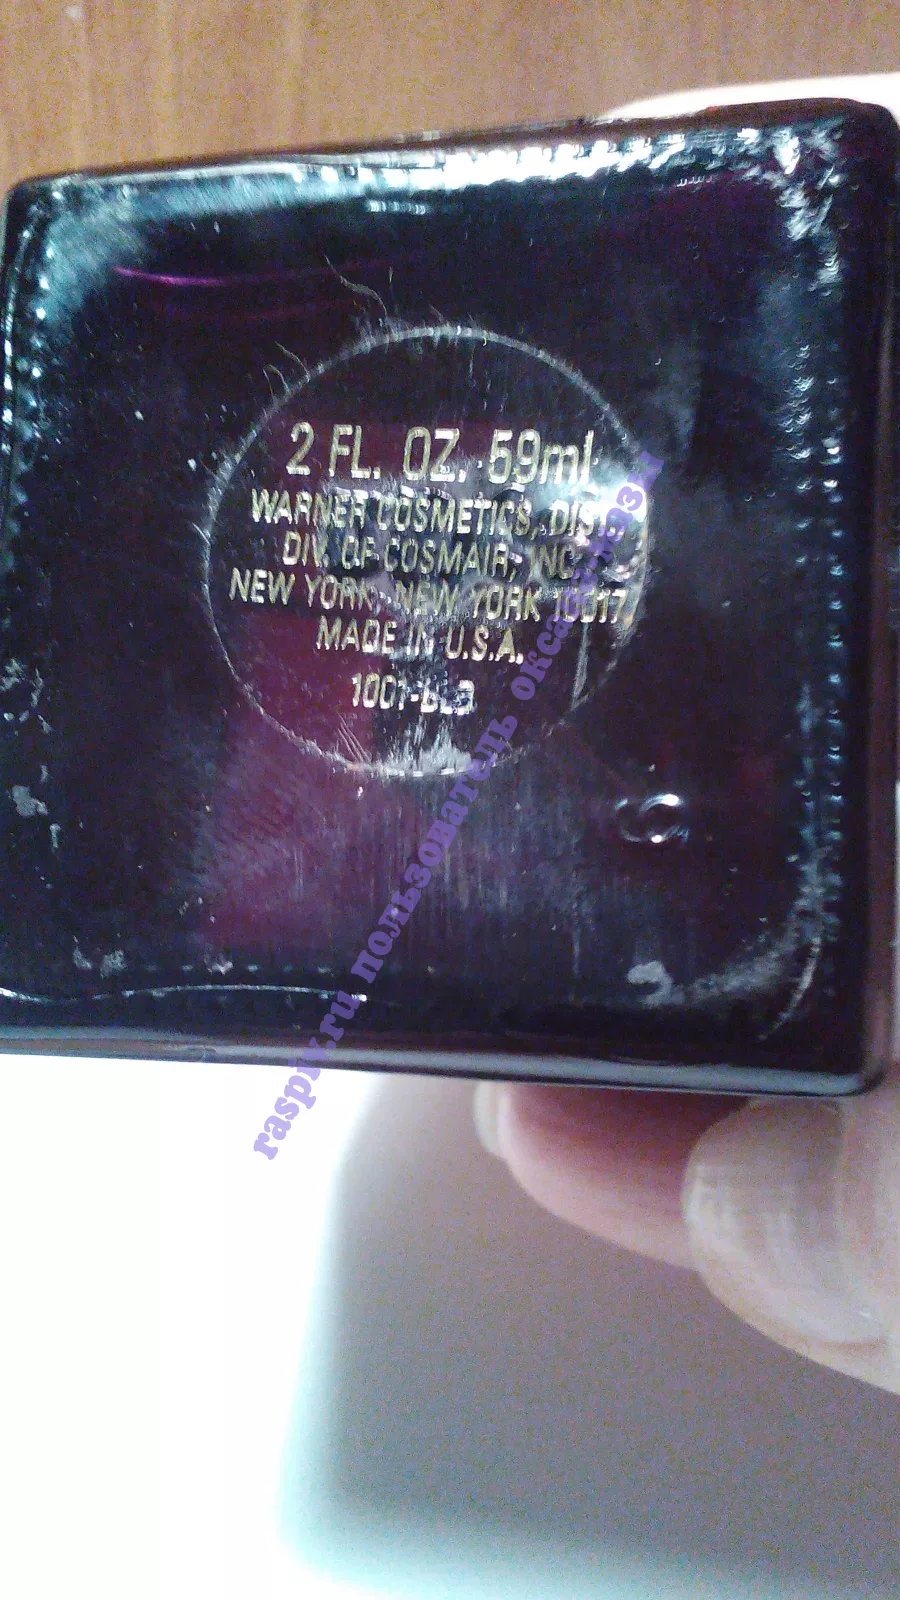 2 FL. OZ. 59ml
WARNER COSMETICS, DIST.
DIV. OF COSMAIR, INC.
NEW YORK, NEW YORK 10017
MADE IN U.S.A.
raspiv.ru пользователь